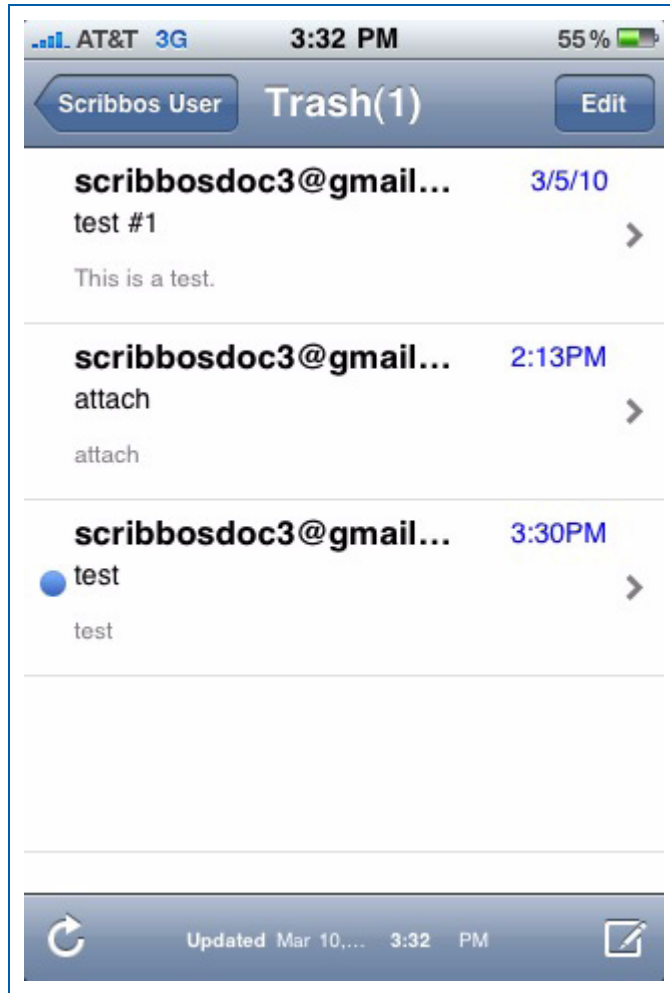 AT&T 3G 3:32 PM 55%
Scribbos User Trash(1) Edit
scribbosdoc3@gmail... 3/5/10
test #1
This is a test.
scribbosdoc3@gmail... 2:13PM
attach
attach
scribbosdoc3@gmail... 3:30PM
test
test
Updated Mar 10,... 3:32 PM